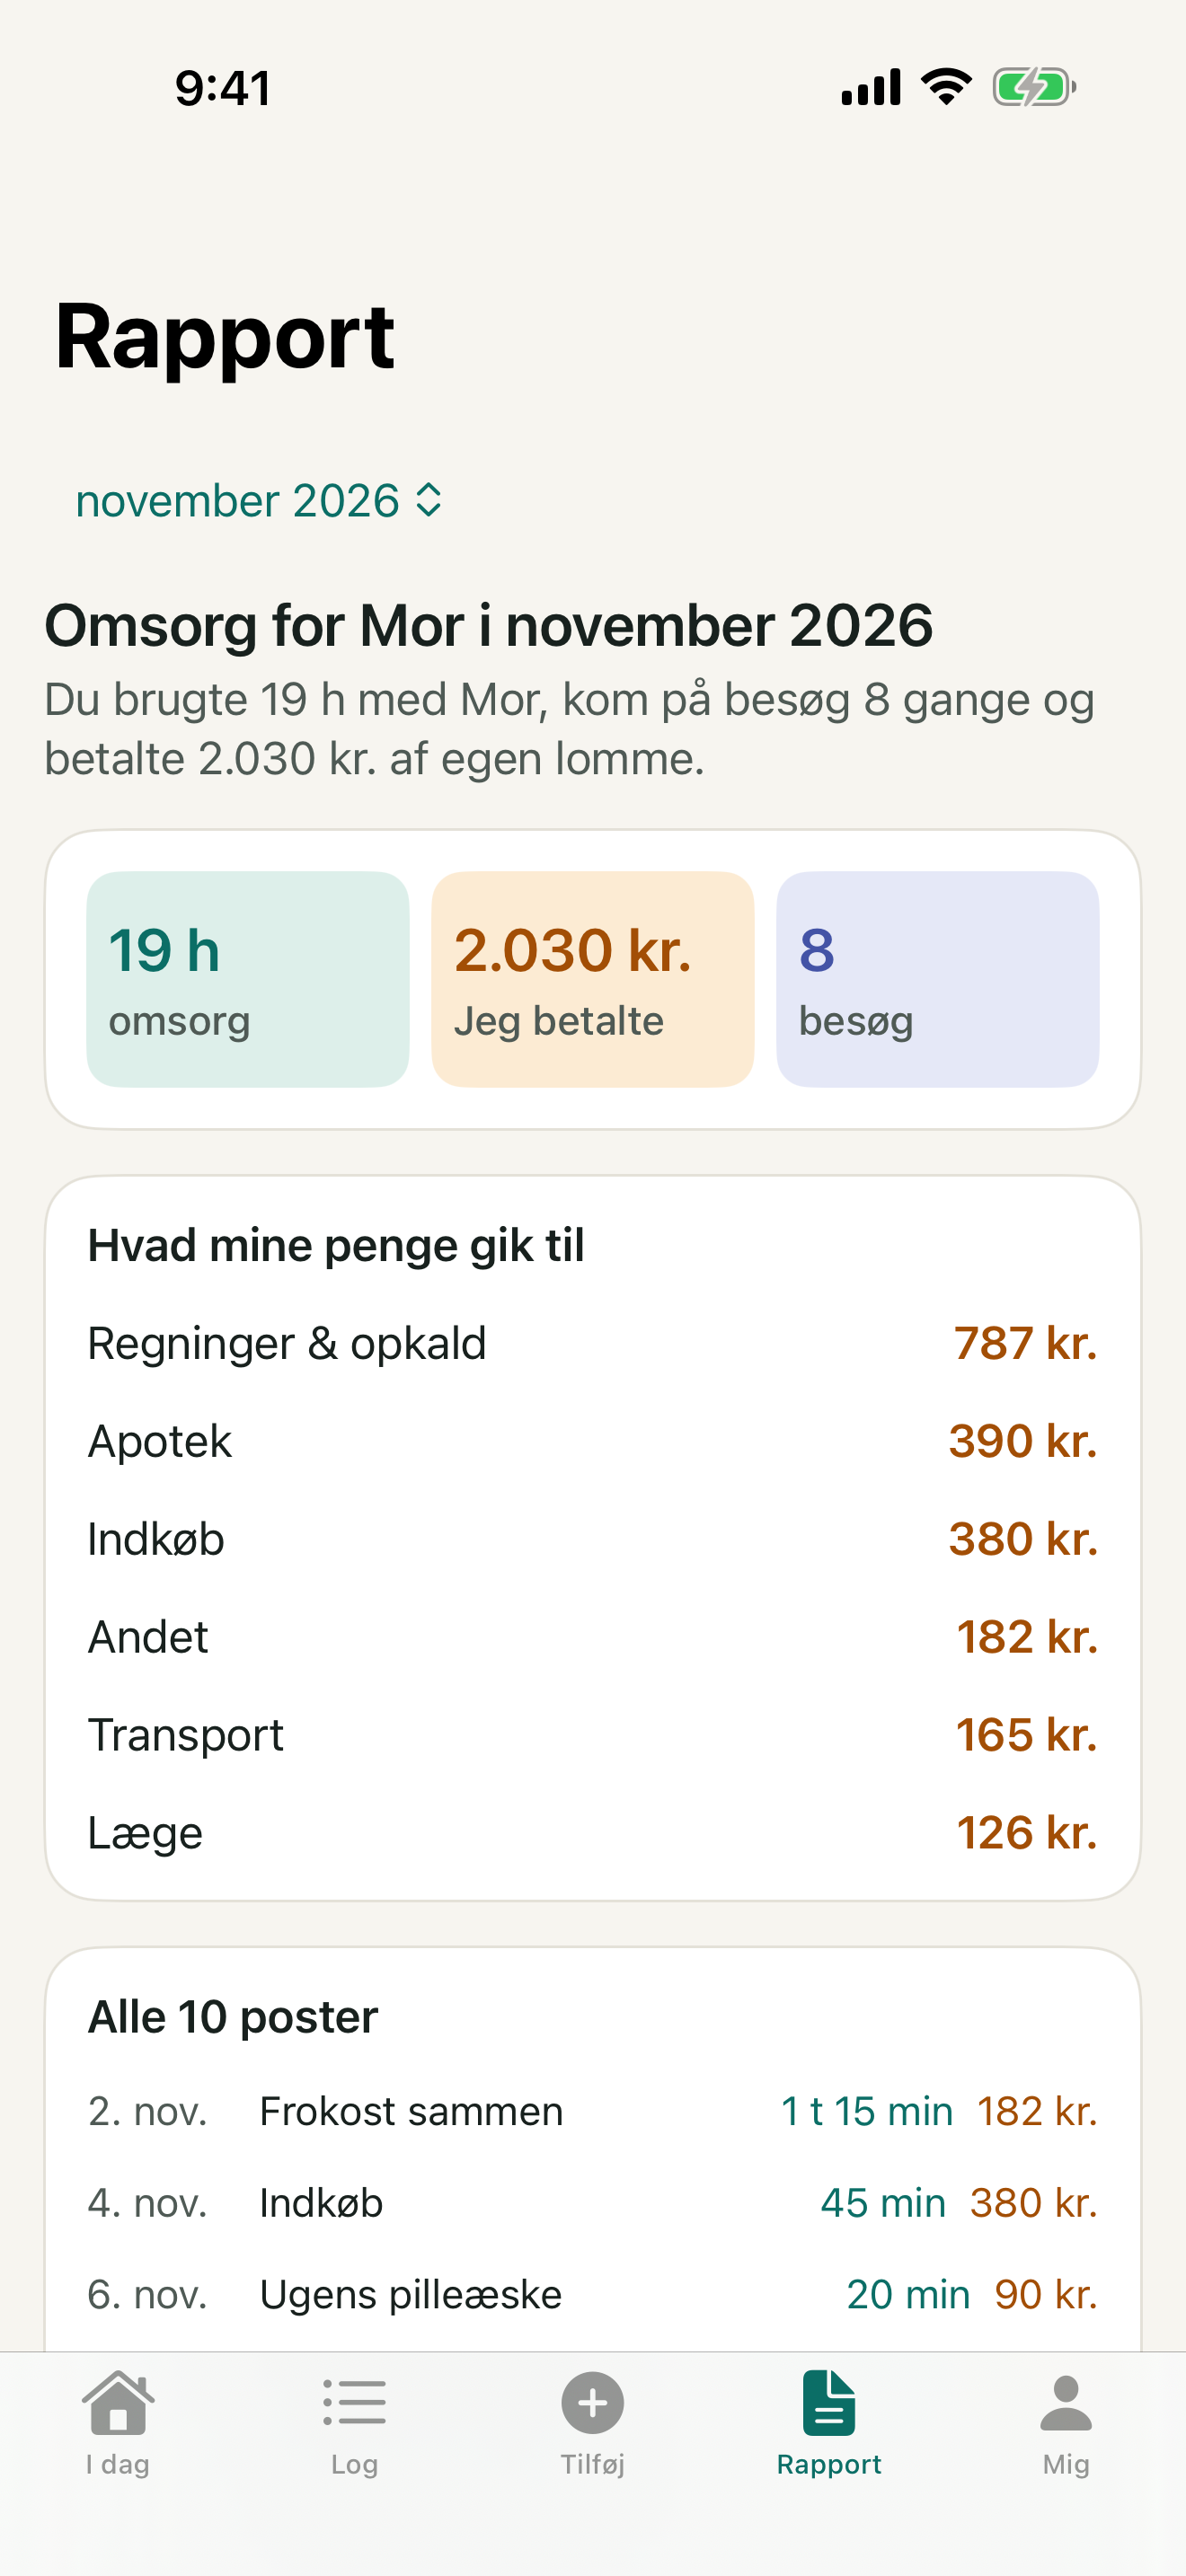 9:41
Rapport
november 2026
Omsorg for Mor i november 2026
Du brugte 19 h med Mor, kom på besøg 8 gange og
betalte 2.030 kr. af egen lomme.
19 h
omsorg
2.030 kr.
Jeg betalte
8
besøg
Hvad mine penge gik til
Regninger & opkald 787 kr.
Apotek 390 kr.
Indkøb 380 kr.
Andet 182 kr.
Transport 165 kr.
Læge 126 kr.
Alle 10 poster
2. nov. Frokost sammen 1 t 15 min 182 kr.
4. nov. Indkøb 45 min 380 kr.
6. nov. Ugens pilleæske 20 min 90 kr.
I dag
Log
Tilføj
Rapport
Mig